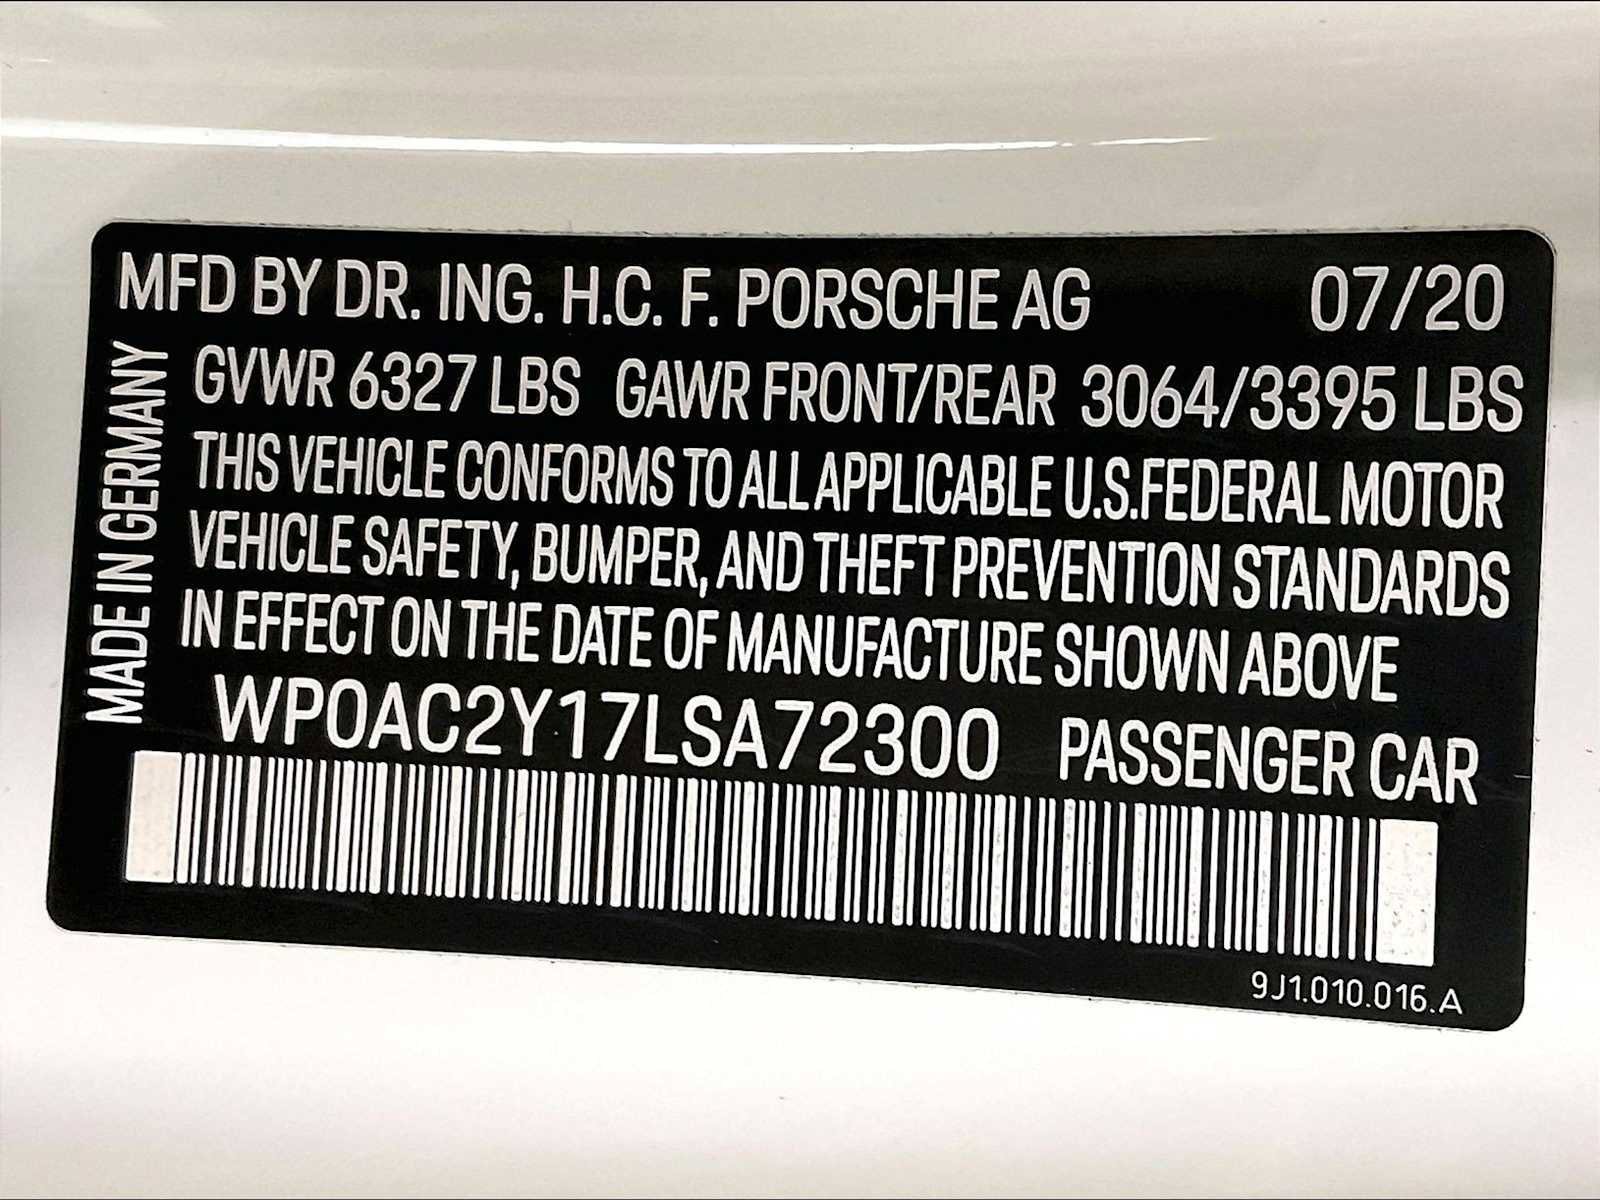 MFD BY DR. ING. H.C. F. PORSCHE AG 07/20
GVWR 6327 LBS GAWR FRONT/REAR 3064/3395 LBS
THIS VEHICLE CONFORMS TO ALL APPLICABLE U.S.FEDERAL MOTOR
VEHICLE SAFETY, BUMPER, AND THEFT PREVENTION STANDARDS
IN EFFECT ON THE DATE OF MANUFACTURE SHOWN ABOVE
WP0AC2Y17LSA72300 PASSENGER CAR
MADE IN GERMANY
9J1.010.016.A